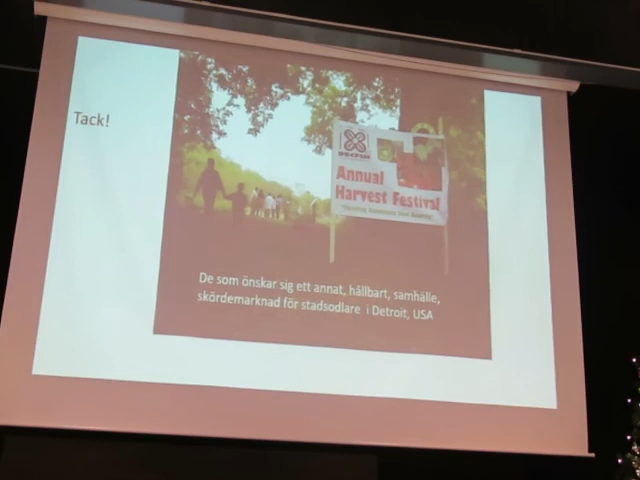 Tack!
Annual
Harvest Festival
De som önskar sig ett annat, hållbart, samhälle,
skördemarknad för stadsodlare i Detroit, USA